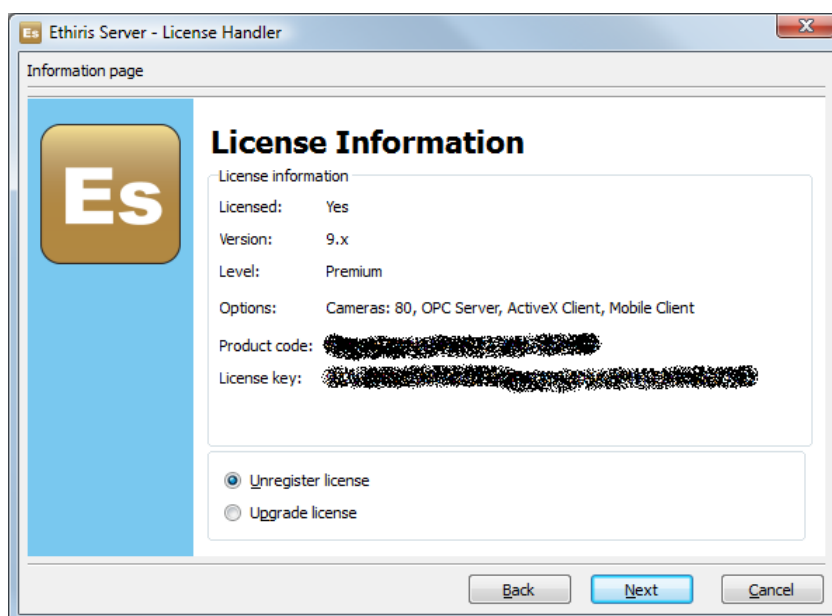 Es Ethiris Server - License Handler
Information page
Es
License Information
License information
Licensed: Yes
Version: 9.x
Level: Premium
Options: Cameras: 80, OPC Server, ActiveX Client, Mobile Client
Product code:
License key:
Unregister license
Upgrade license
Back Next Cancel